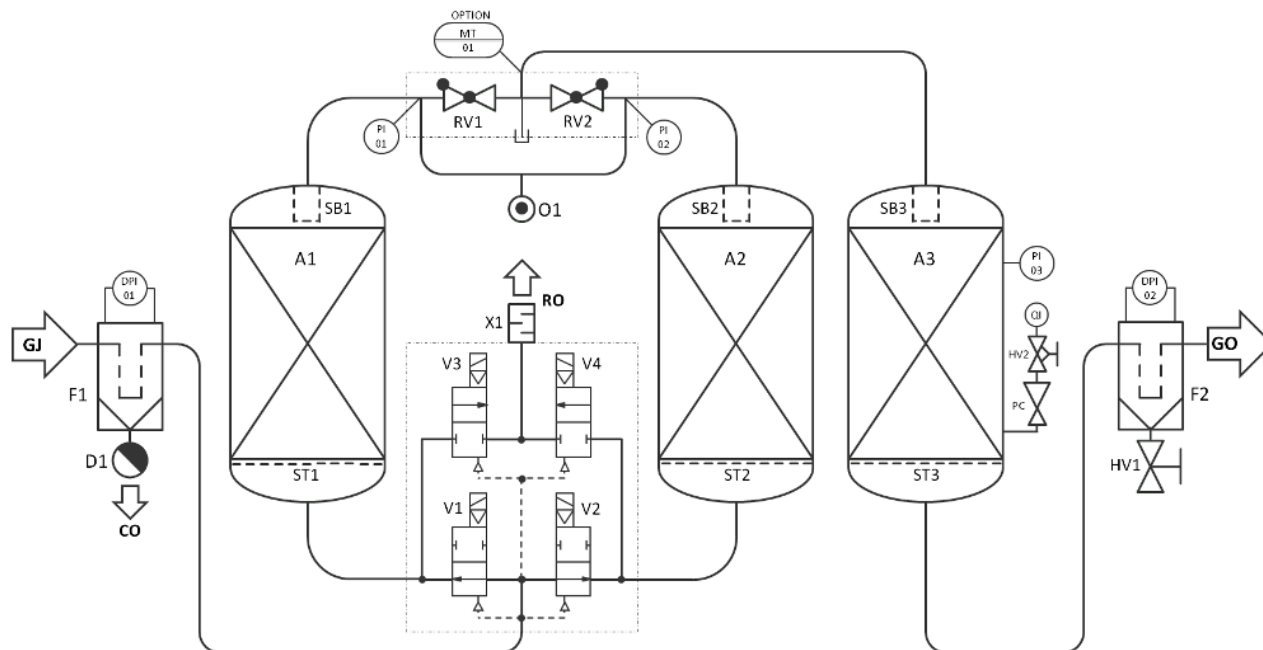 OPTION
MT
01
RV1
RV2
PI
01
PI
02
SB1
O1
SB2
SB3
A1
A2
A3
PI
03
DPI
01
DPI
02
RO
X1
QI
GJ
GO
V3
V4
HV2
F1
F2
PC
D1
ST1
ST2
ST3
HV1
V1
V2
CO